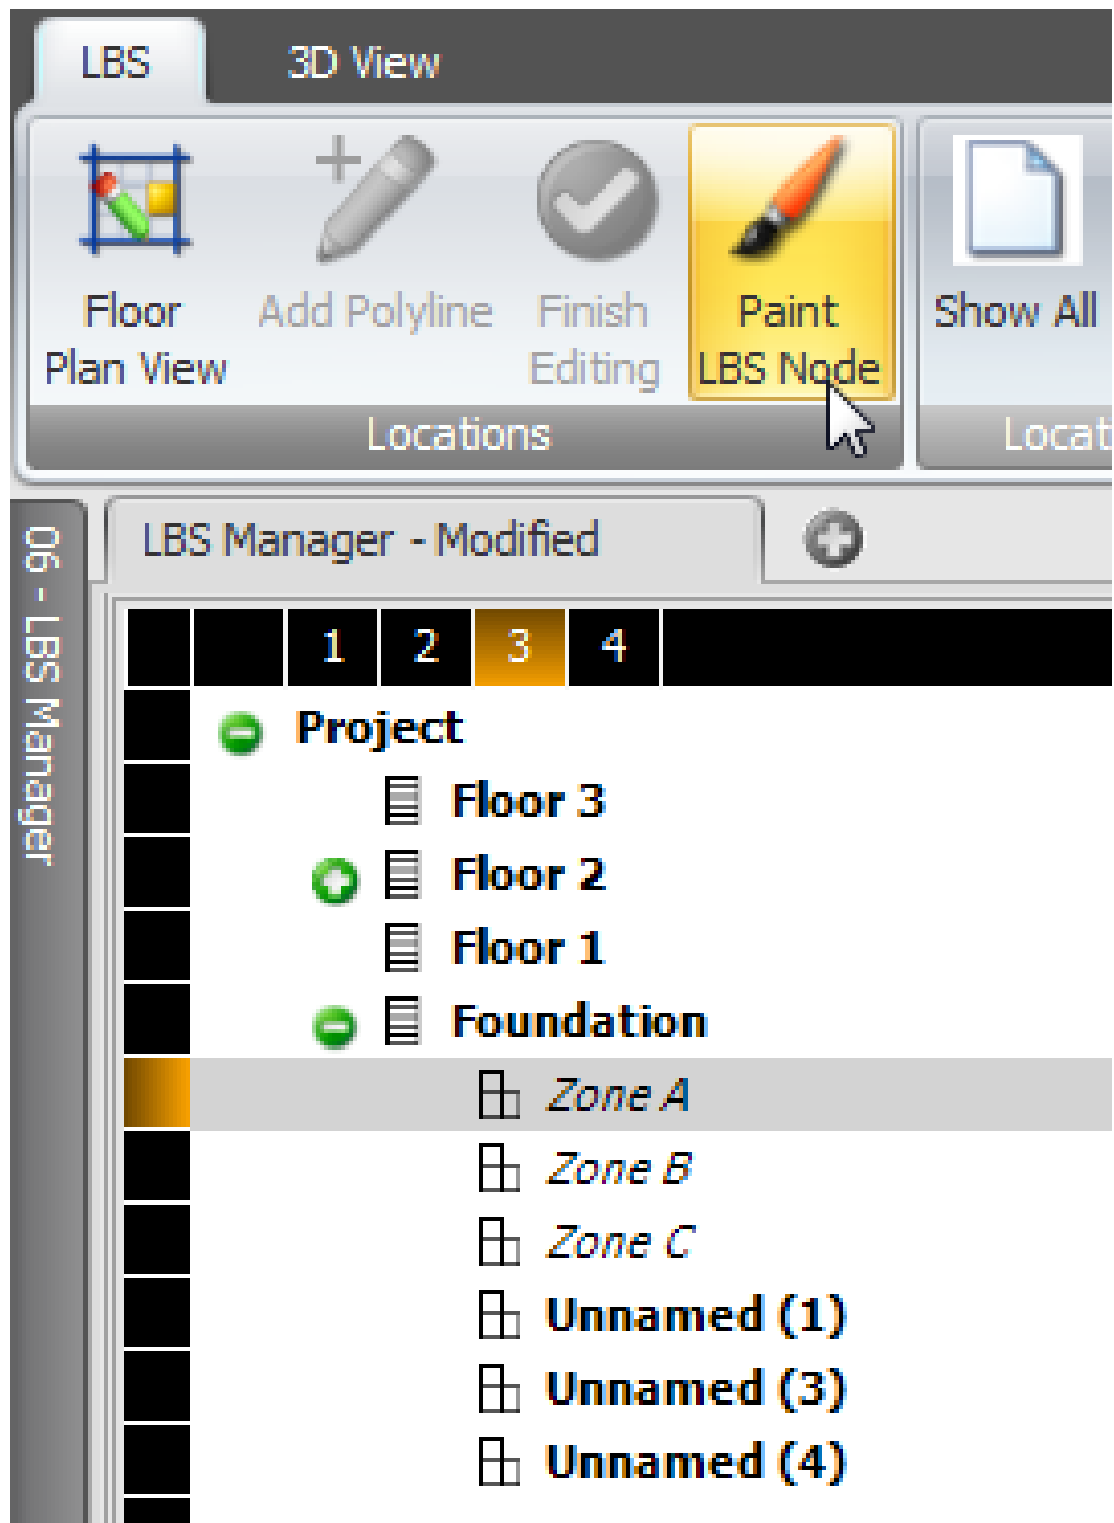 LBS 3D View
Floor Add Polyline Finish Paint Show All
Plan View Editing LBS Node
Locations Locat
LBS Manager - Modified
06 - LBS Manager
1 2 3 4
Project
Floor 3
Floor 2
Floor 1
Foundation
Zone A
Zone B
Zone C
Unnamed (1)
Unnamed (3)
Unnamed (4)